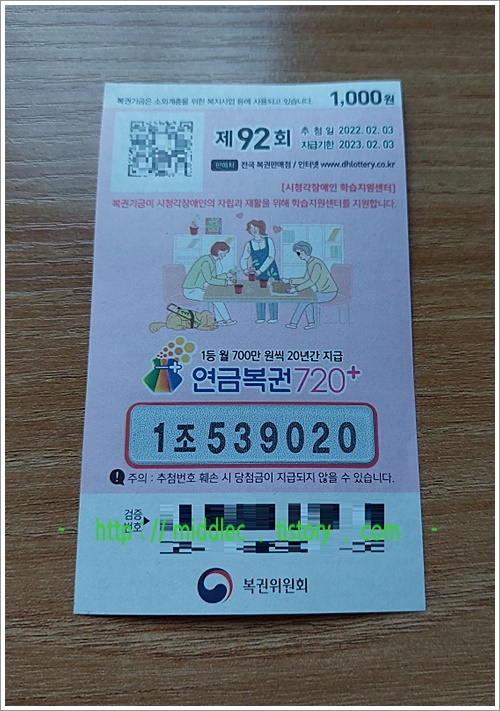 복권기금은 소외계층을 위한 복지사업 등에 사용되고 있습니다. 1,000원
제92회 추 첨 일 2022. 02. 03
지급기한 2023. 02. 03
판매처 전국 복권판매점 / 인터넷 www.dhlottery.co.kr
[시청각장애인 학습지원센터]
복권기금이 시청각장애인의 자립과 재활을 위해 학습지원센터를 지원합니다.
1등 월 700만 원씩 20년간 지급
연금복권720+
1조 539020
! 주의 : 추첨번호 훼손 시 당첨금이 지급되지 않을 수 있습니다.
검증
번호
- http : // middlec . tistory . com -
복권위원회